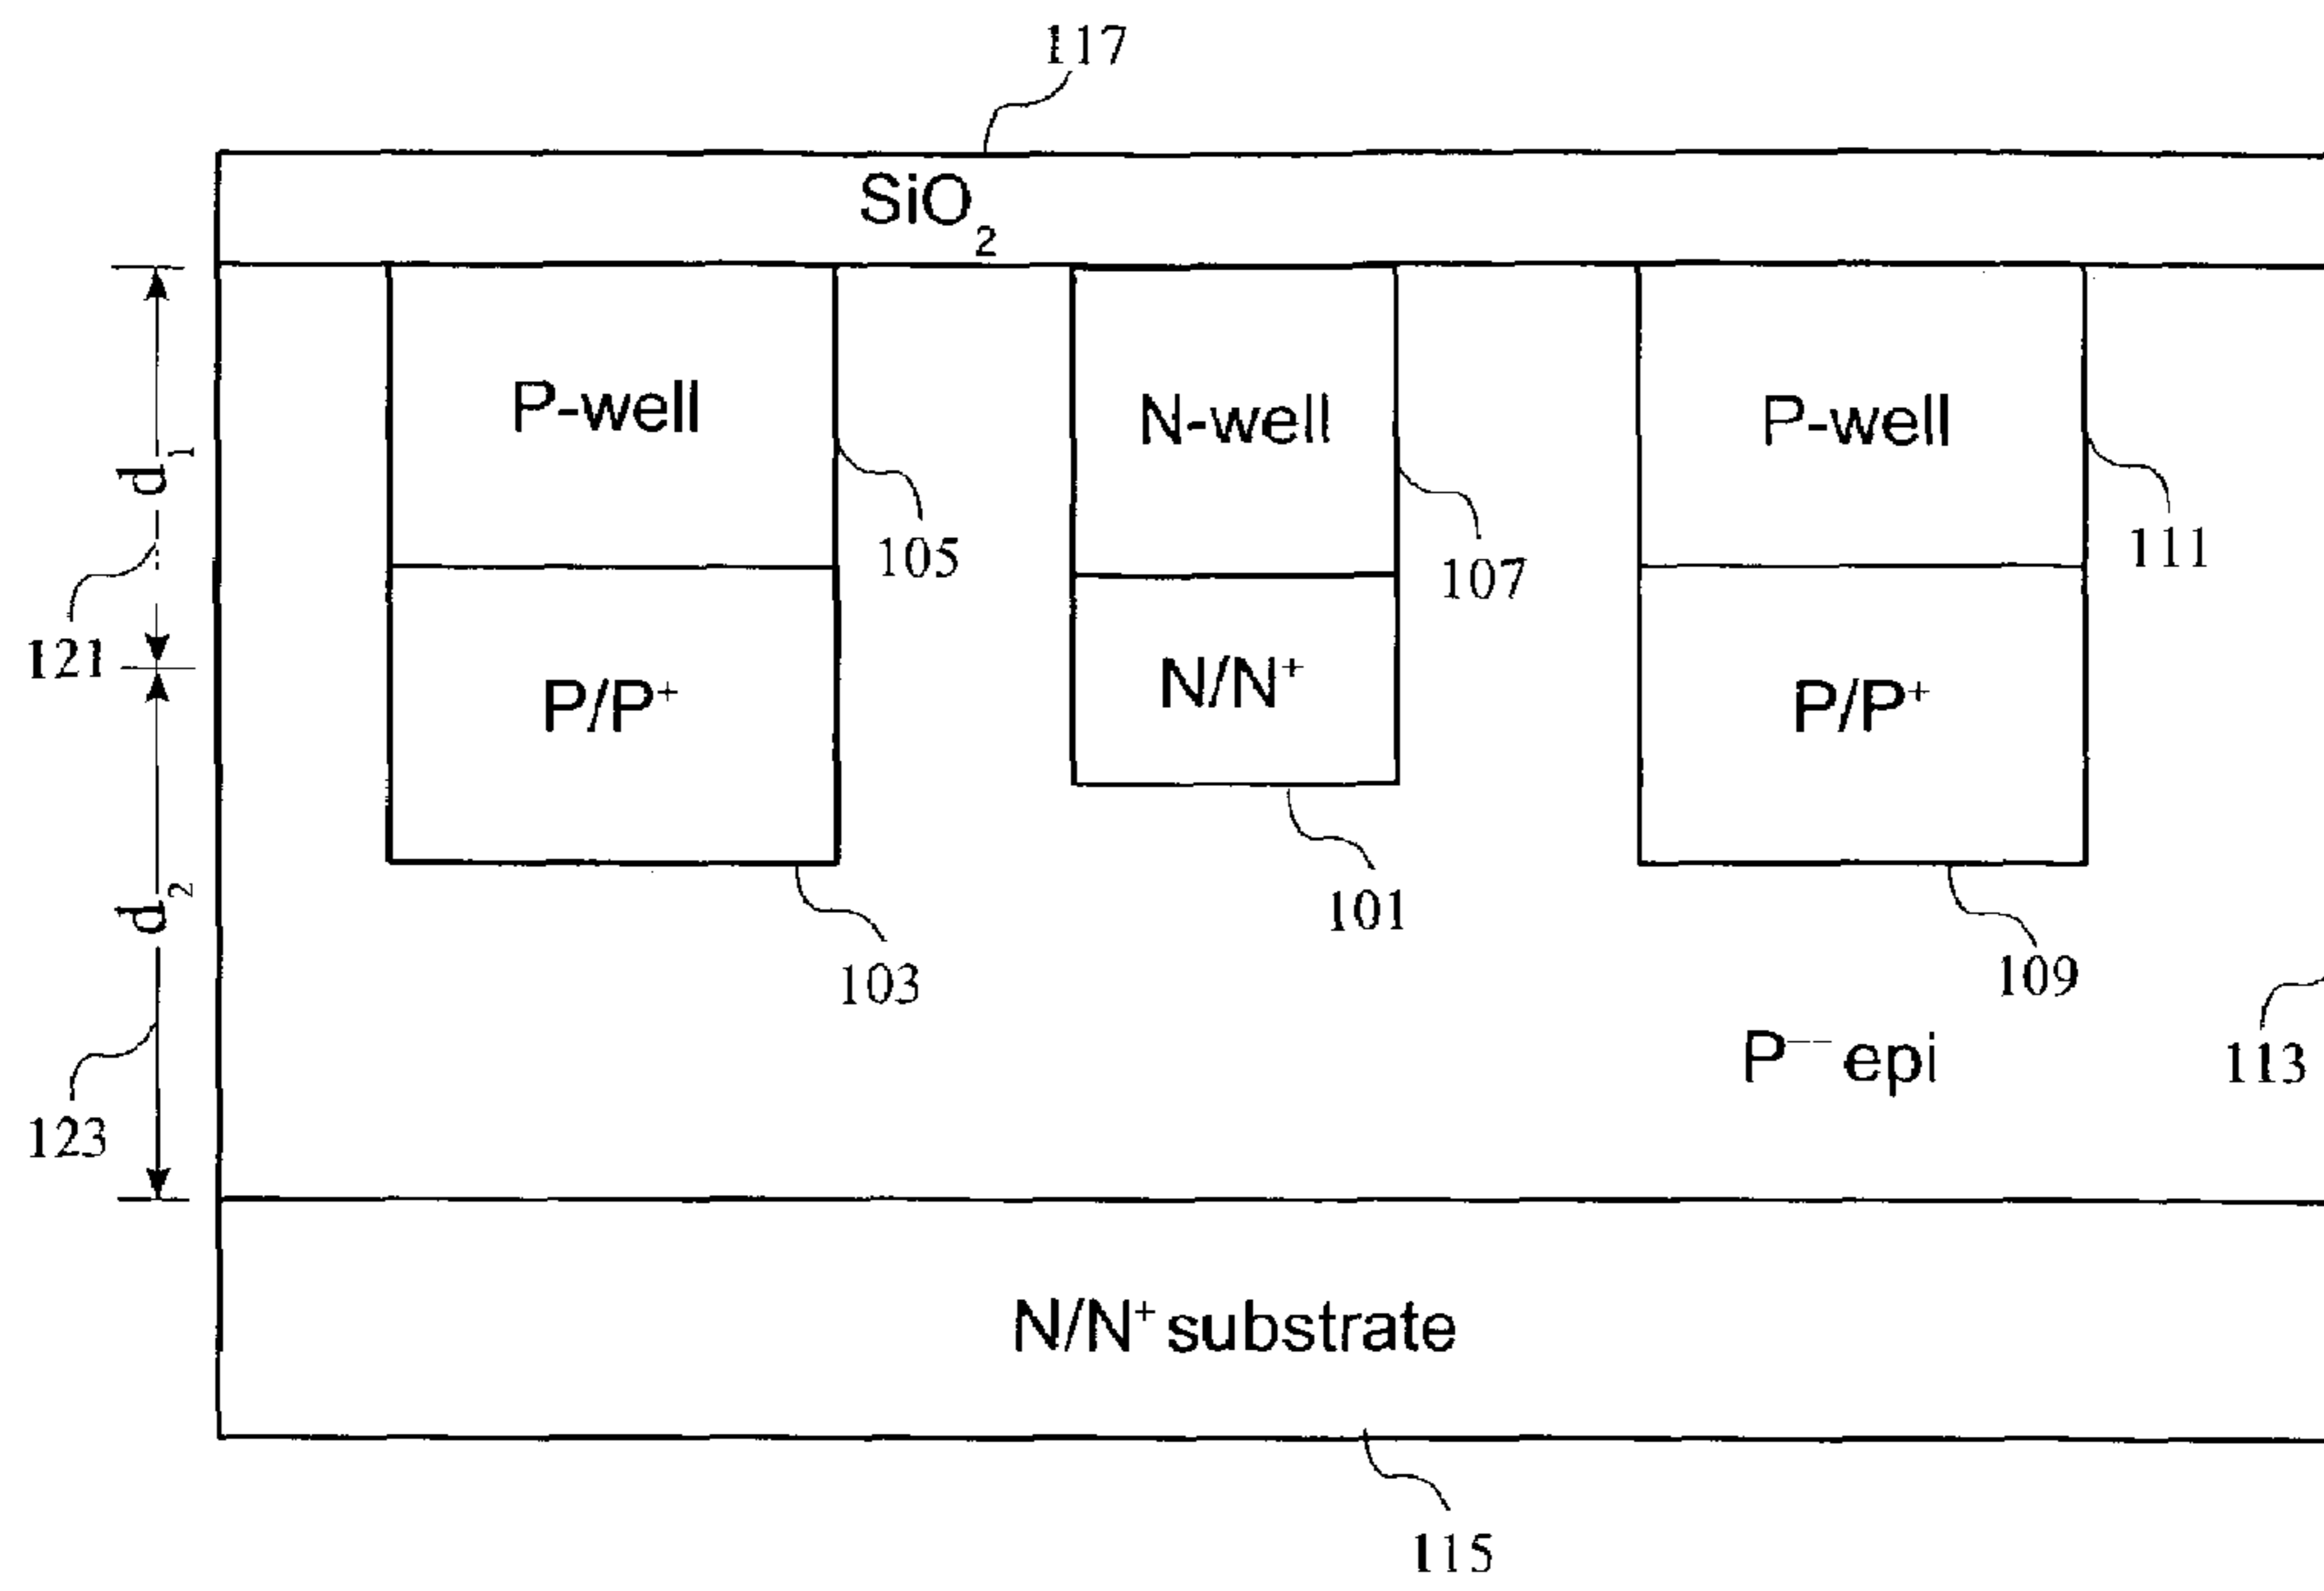 117
SiO2
P-well
N-well
P-well
d1
105
107
111
121
P/P+
N/N+
P/P+
101
d2
103
109
P-- epi
113
123
N/N+ substrate
115